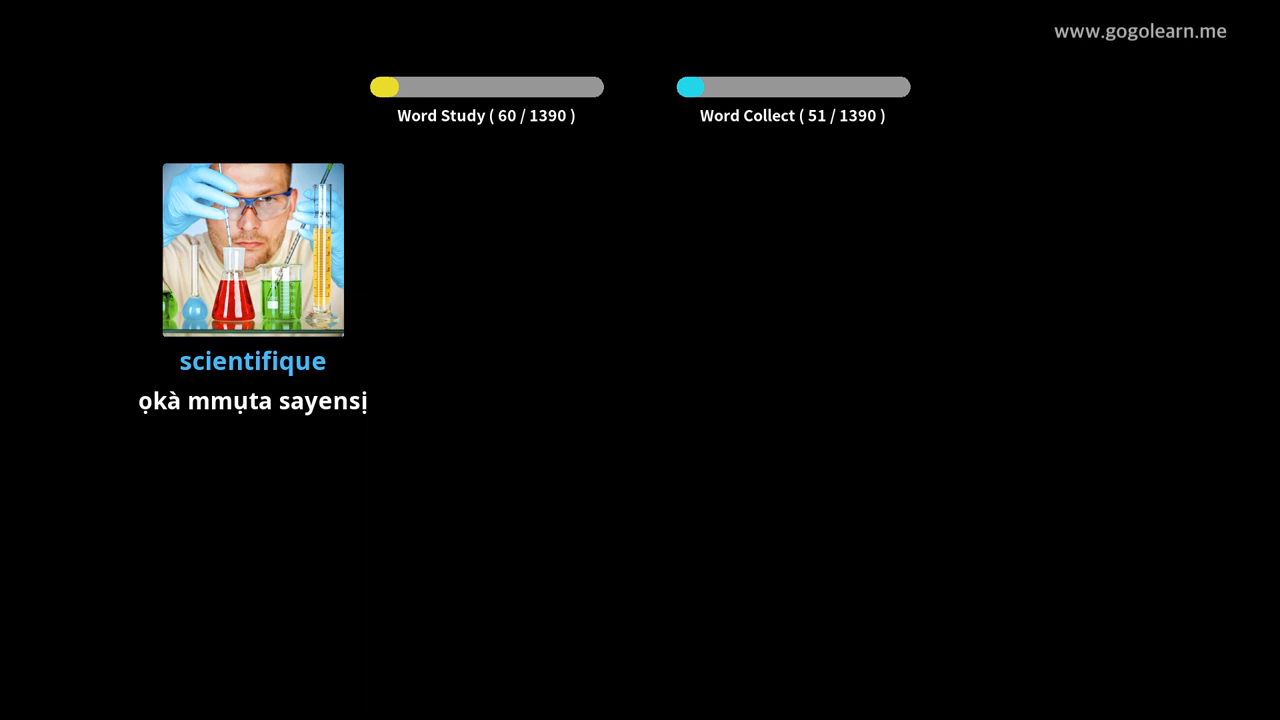 www.gogolearn.me
Word Study ( 60 / 1390 )
Word Collect ( 51 / 1390 )
scientifique
ọkà mmụta sayensị